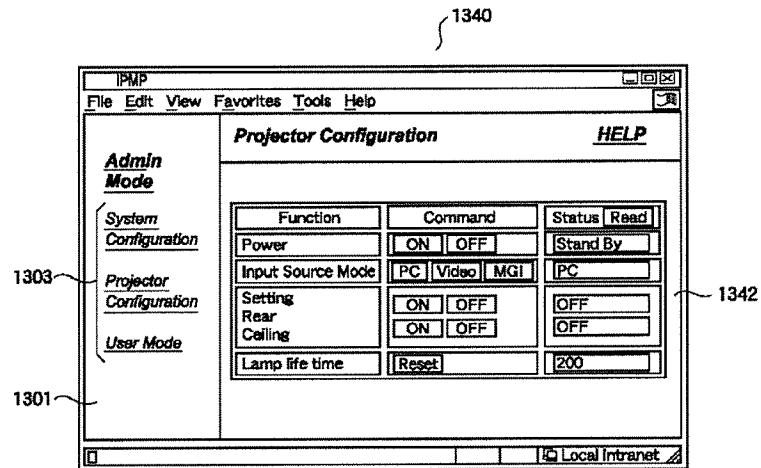 1340
IPMP
File Edit View Favorites Tools Help
Projector Configuration HELP
Admin
Mode
System
Configuration
Projector
Configuration
User Mode
1303
1301
Function Command Status Read
Power ON OFF Stand By
Input Source Mode PC Video MGI PC
Setting
Rear ON OFF OFF
Ceiling ON OFF OFF
Lamp life time Reset 200
1342
Local intranet